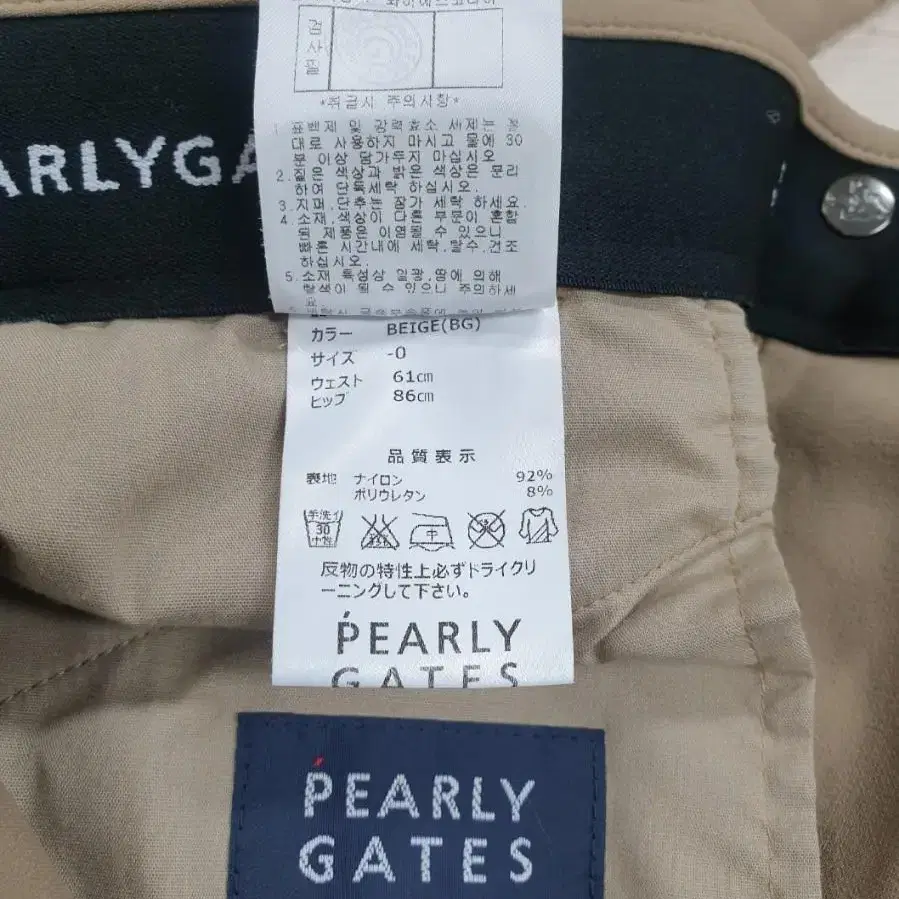 와이에스코리아
검
사
필
*취급시 주의사항*
1.표백제 및 강력효소 세제는 절
대로 사용하지 마시고 물에 30
분 이상 담가두지 마십시오
2.짙은 색상과 밝은 색상은 분리
하여 단독세탁 하십시오.
3.지퍼,단추는 잠가 세탁 하세요.
4.소재,색상이 다른 부분이 혼합
된 제품은 이염될 수 있으니
빠른 시간내에 세탁.탈수.건조
하십시오.
5.소재 특성상 일광,땀에 의해
탈색이 될 수 있으니 주의하세
요.
ARLYGA
カラー BEIGE(BG)
サイズ -0
ウェスト 61cm
ヒップ 86cm
品質表示
表地 ナイロン 92%
ポリウレタン 8%
手洗イ
30
中性
中
反物の特性上必ずドライクリ
ーニングして下さい。
PEARLY
GATES
PEARLY
GATES